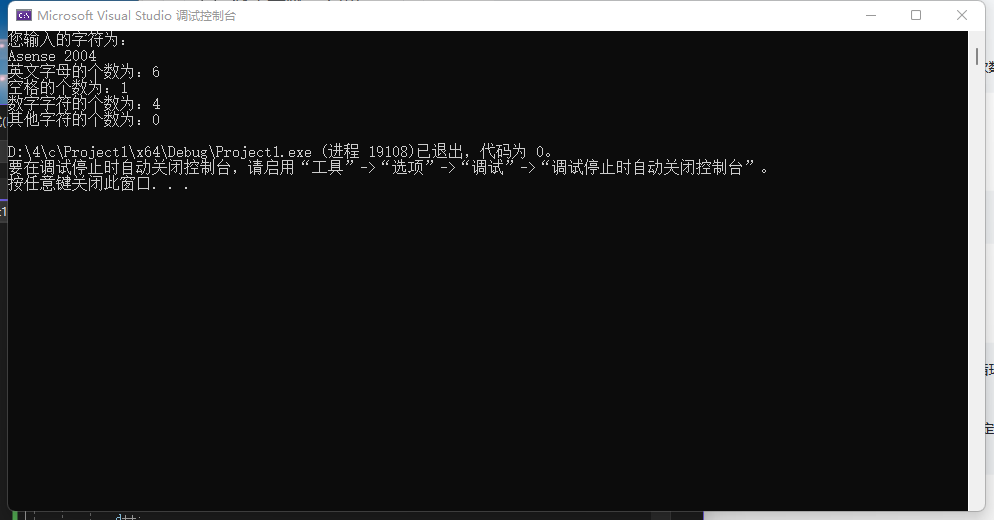 Microsoft Visual Studio 调试控制台
您输入的字符为：
Asense 2004
英文字母的个数为：6
空格的个数为：1
数字字符的个数为：4
其他字符的个数为：0
D:\4\c\Project1\x64\Debug\Project1.exe (进程 19108)已退出，代码为 0。
要在调试停止时自动关闭控制台，请启用“工具”->“选项”->“调试”->“调试停止时自动关闭控制台”。
按任意键关闭此窗口. . .